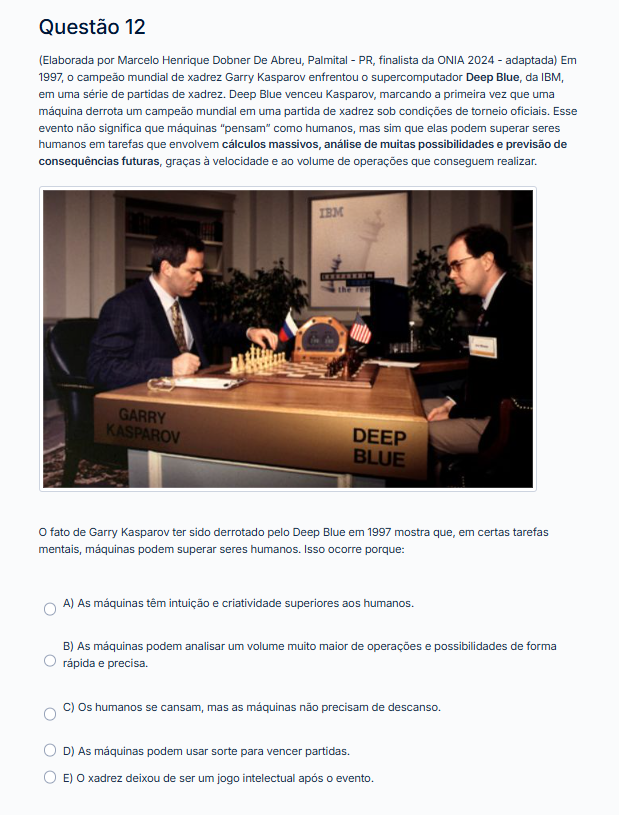 Questão 12
(Elaborada por Marcelo Henrique Dobner De Abreu, Palmital - PR, finalista da ONIA 2024 - adaptada) Em
1997, o campeão mundial de xadrez Garry Kasparov enfrentou o supercomputador Deep Blue, da IBM,
em uma série de partidas de xadrez. Deep Blue venceu Kasparov, marcando a primeira vez que uma
máquina derrota um campeão mundial em uma partida de xadrez sob condições de torneio oficiais. Esse
evento não significa que máquinas “pensam” como humanos, mas sim que elas podem superar seres
humanos em tarefas que envolvem cálculos massivos, análise de muitas possibilidades e previsão de
consequências futuras, graças à velocidade e ao volume de operações que conseguem realizar.
IBM
the rem
GARRY
KASPAROV
DEEP
BLUE
O fato de Garry Kasparov ter sido derrotado pelo Deep Blue em 1997 mostra que, em certas tarefas
mentais, máquinas podem superar seres humanos. Isso ocorre porque:
A) As máquinas têm intuição e criatividade superiores aos humanos.
B) As máquinas podem analisar um volume muito maior de operações e possibilidades de forma
rápida e precisa.
C) Os humanos se cansam, mas as máquinas não precisam de descanso.
D) As máquinas podem usar sorte para vencer partidas.
E) O xadrez deixou de ser um jogo intelectual após o evento.